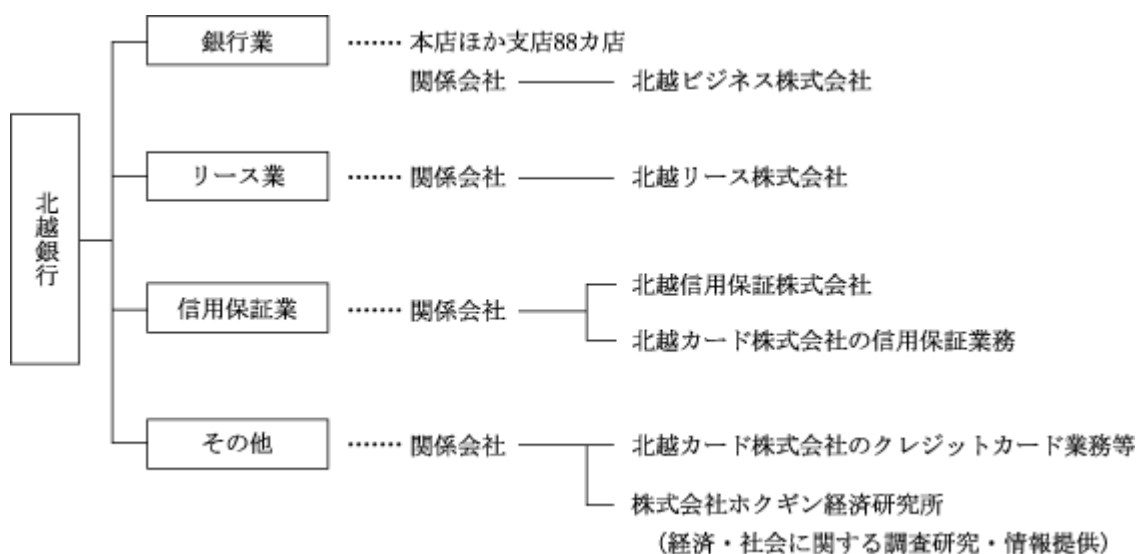 北越銀行
銀行業 ……… 本店ほか支店88カ店
関係会社 北越ビジネス株式会社
リース業 ……… 関係会社 北越リース株式会社
信用保証業 ……… 関係会社
北越信用保証株式会社
北越カード株式会社の信用保証業務
その他 ……… 関係会社 北越カード株式会社のクレジットカード業務等
株式会社ホクギン経済研究所
（経済・社会に関する調査研究・情報提供）